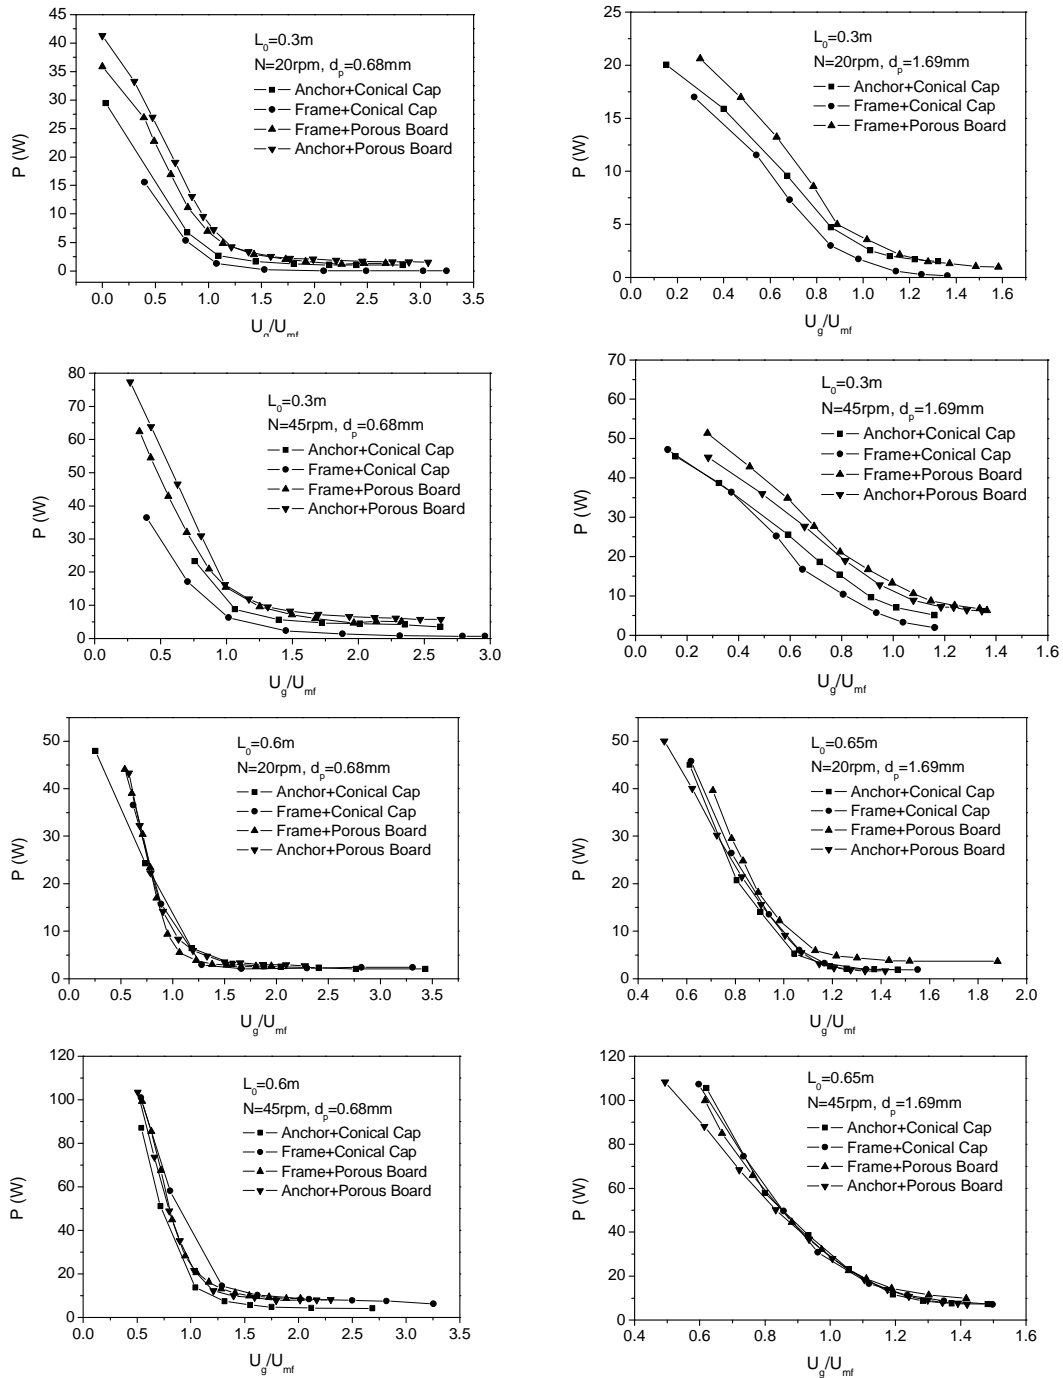 45
40
35
30
25
20
15
10
5
0
P (W)
L0=0.3m
N=20rpm, dp=0.68mm
Anchor+Conical Cap
Frame+Conical Cap
Frame+Porous Board
Anchor+Porous Board
0.0 0.5 1.0 1.5 2.0 2.5 3.0 3.5
Ug/Umf
25
20
15
10
5
0
P (W)
L0=0.3m
N=20rpm, dp=1.69mm
Anchor+Conical Cap
Frame+Conical Cap
Frame+Porous Board
0.0 0.2 0.4 0.6 0.8 1.0 1.2 1.4 1.6 1.8
Ug/Umf
80
70
60
50
40
30
20
10
0
P (W)
L0=0.3m
N=45rpm, dp=0.68mm
Anchor+Conical Cap
Frame+Conical Cap
Frame+Porous Board
Anchor+Porous Board
0.0 0.5 1.0 1.5 2.0 2.5 3.0
Ug/Umf
70
60
50
40
30
20
10
0
P (W)
L0=0.3m
N=45rpm, dp=1.69mm
Anchor+Conical Cap
Frame+Conical Cap
Frame+Porous Board
Anchor+Porous Board
0.0 0.2 0.4 0.6 0.8 1.0 1.2 1.4 1.6
Ug/Umf
50
40
30
20
10
0
P (W)
L0=0.6m
N=20rpm, dp=0.68mm
Anchor+Conical Cap
Frame+Conical Cap
Frame+Porous Board
Anchor+Porous Board
0.0 0.5 1.0 1.5 2.0 2.5 3.0 3.5
Ug/Umf
50
40
30
20
10
0
P (W)
L0=0.65m
N=20rpm, dp=1.69mm
Anchor+Conical Cap
Frame+Conical Cap
Frame+Porous Board
Anchor+Porous Board
0.4 0.6 0.8 1.0 1.2 1.4 1.6 1.8 2.0
Ug/Umf
120
100
80
60
40
20
0
P (W)
L0=0.6m
N=45rpm, dp=0.68mm
Anchor+Conical Cap
Frame+Conical Cap
Frame+Porous Board
Anchor+Porous Board
0.0 0.5 1.0 1.5 2.0 2.5 3.0 3.5
Ug/Umf
120
100
80
60
40
20
0
P (W)
L0=0.65m
N=45rpm, dp=1.69mm
Anchor+Conical Cap
Frame+Conical Cap
Frame+Porous Board
Anchor+Porous Board
0.4 0.6 0.8 1.0 1.2 1.4 1.6
Ug/Umf